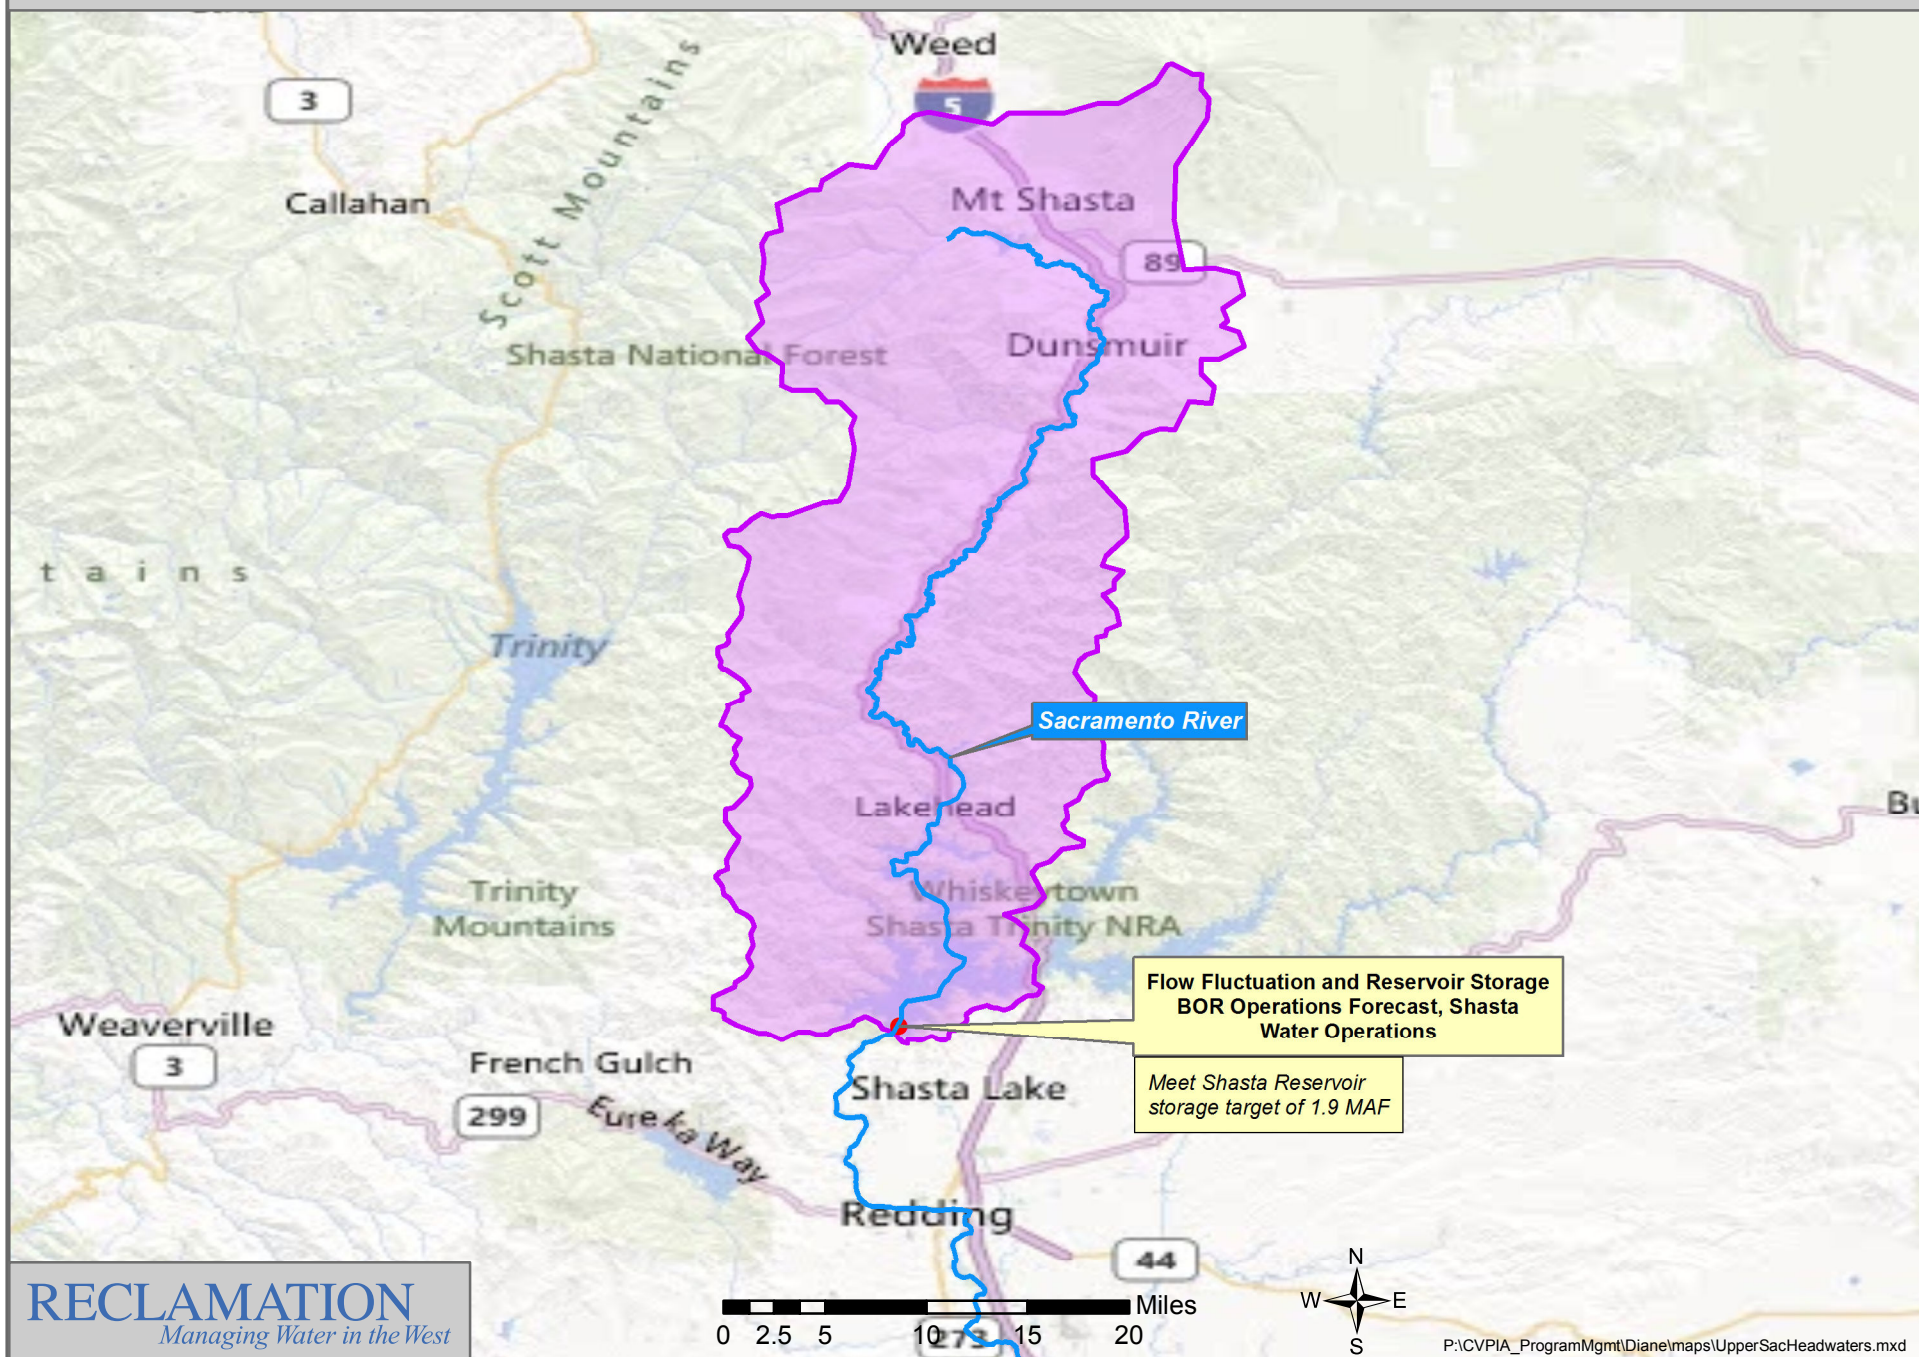 Weed
3
5
Scott Mountains
Callahan
Mt Shasta
89
Dunsmuir
Shasta National Forest
tains
Trinity
Sacramento River
Lakehead
Bu
Trinity
Mountains
Whiskeytown
Shasta Trinity NRA
Flow Fluctuation and Reservoir Storage
BOR Operations Forecast, Shasta
Water Operations
Meet Shasta Reservoir
storage target of 1.9 MAF
Weaverville
3
French Gulch
299
Eureka Way
Shasta Lake
Redding
44
273
RECLAMATION
Managing Water in the West
0 2.5 5 10 15 20 Miles
N
W E
S
P:\CVPIA_ProgramMgmt\Diane\maps\UpperSacHeadwaters.mxd